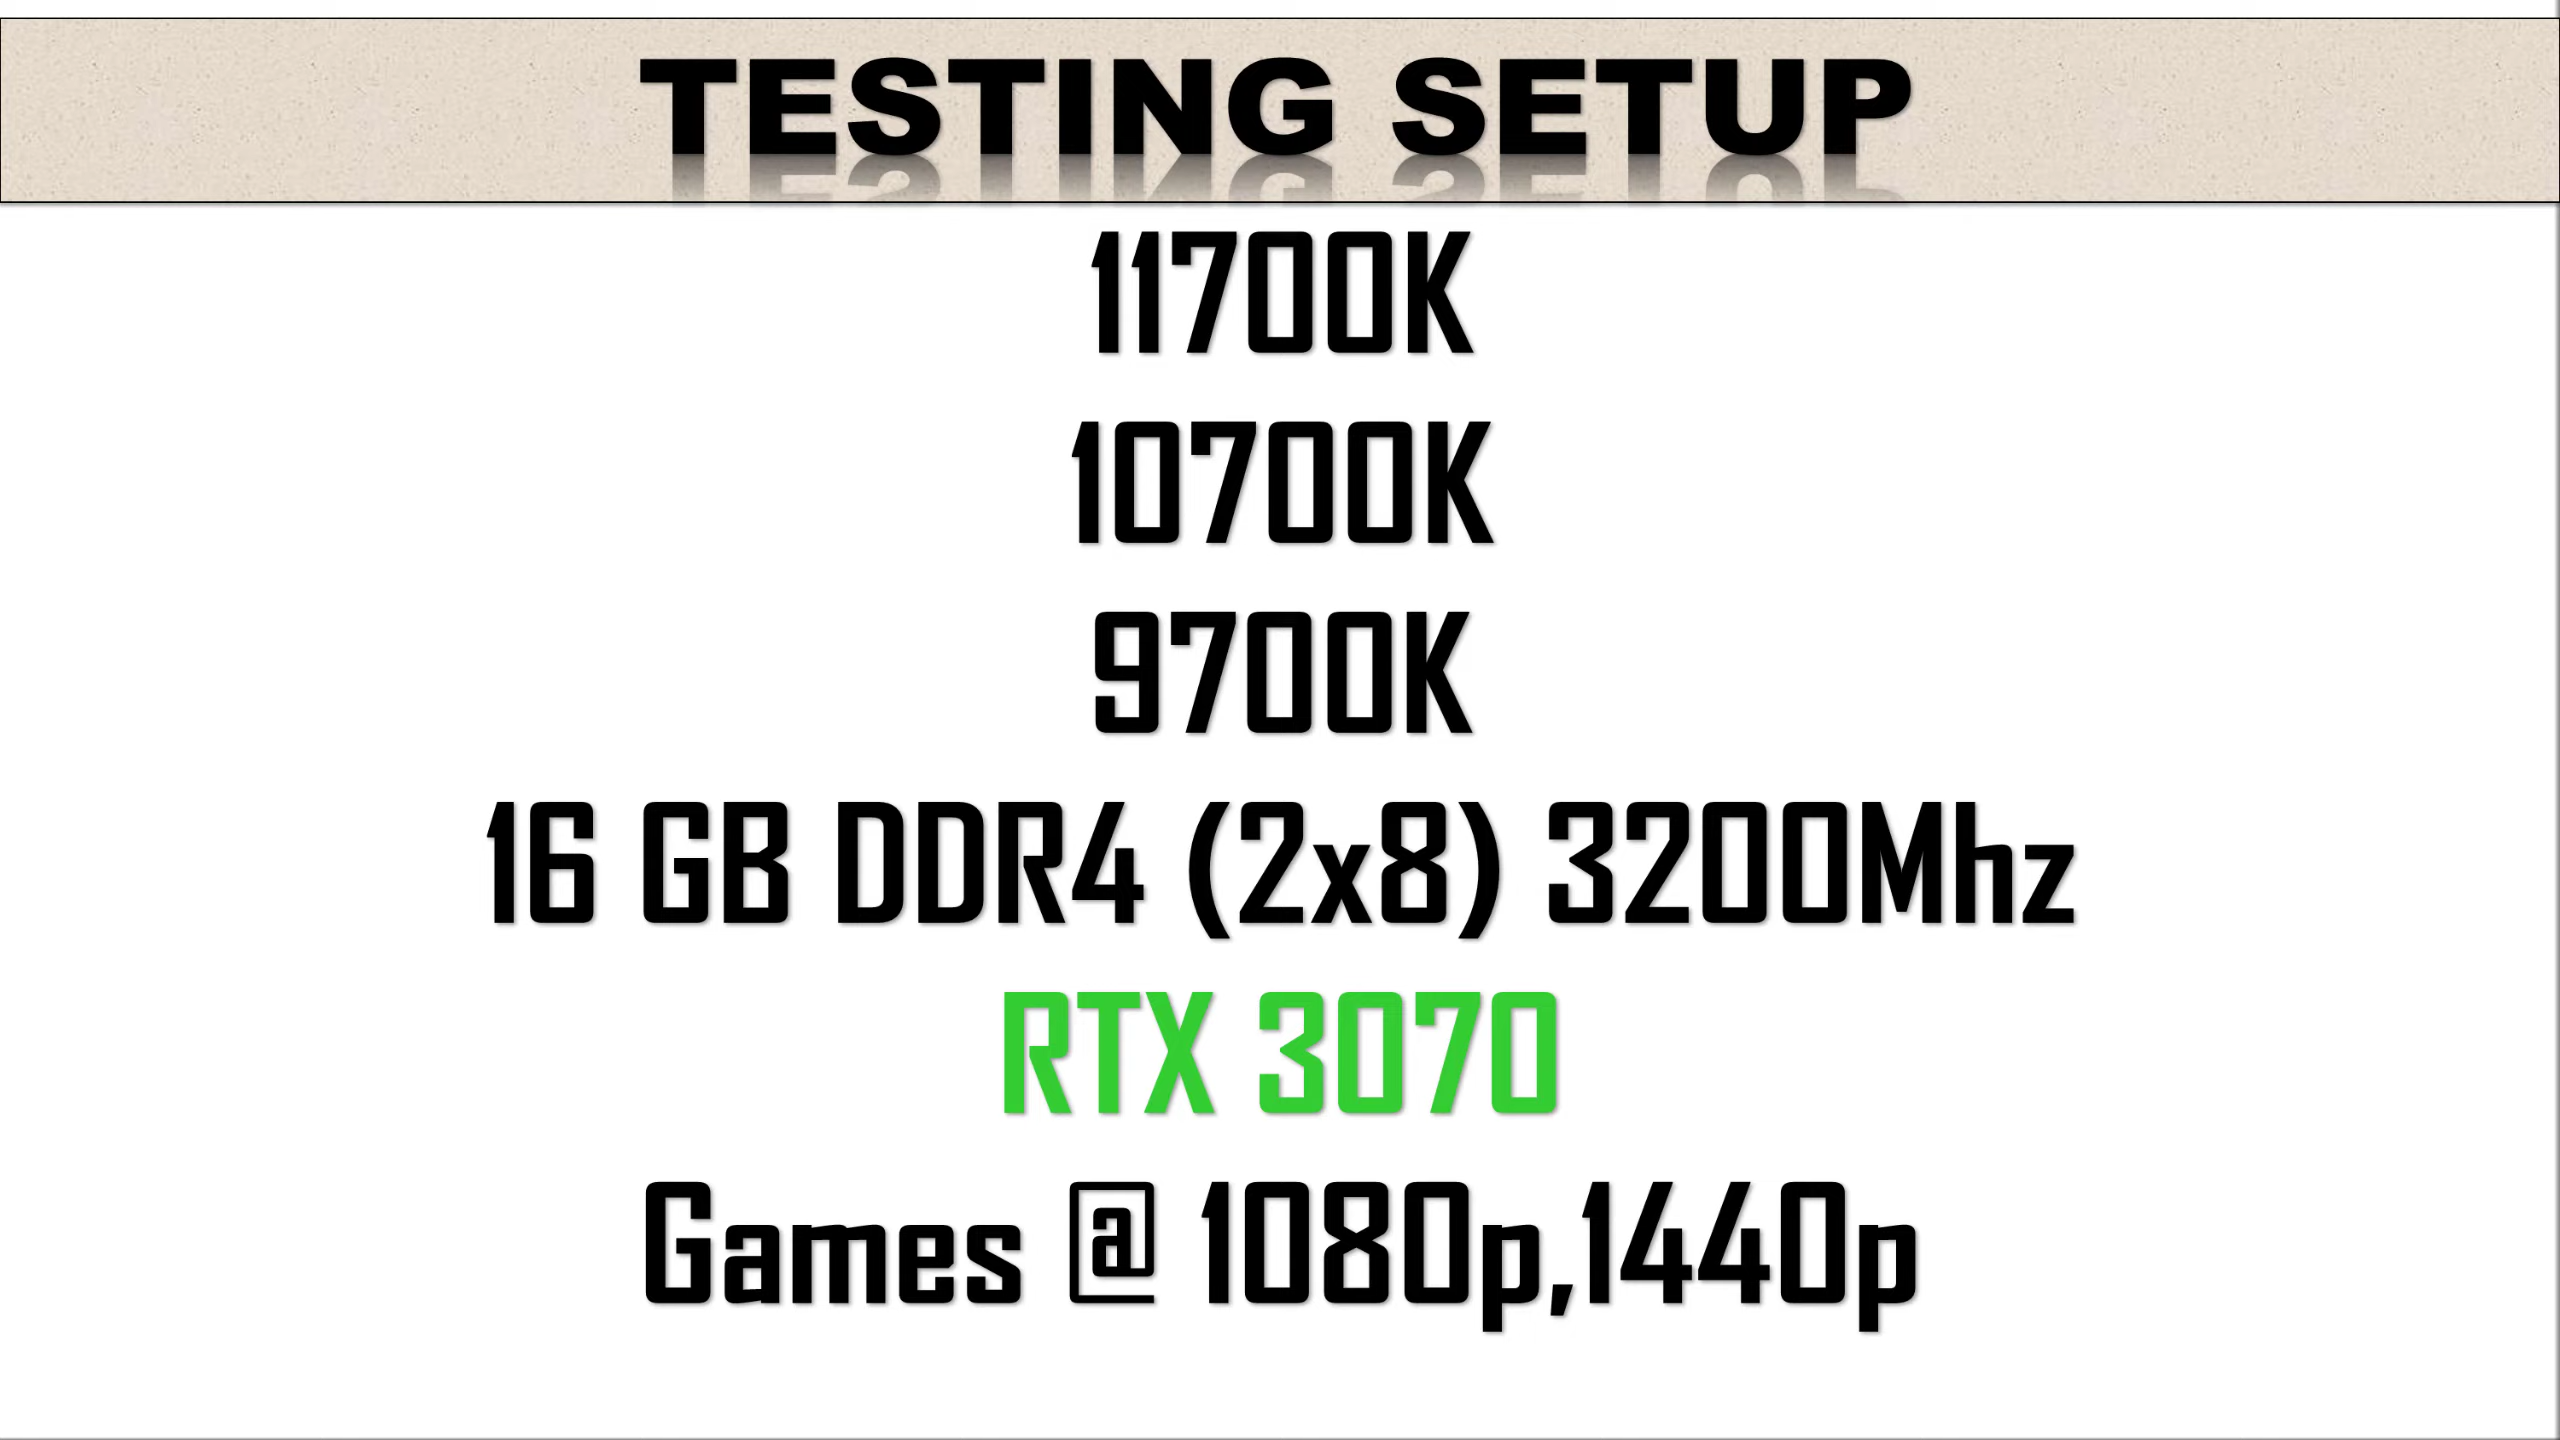 TESTING SETUP
11700K
10700K
9700K
16 GB DDR4 (2x8) 3200Mhz
RTX 3070
Games @ 1080p,1440p